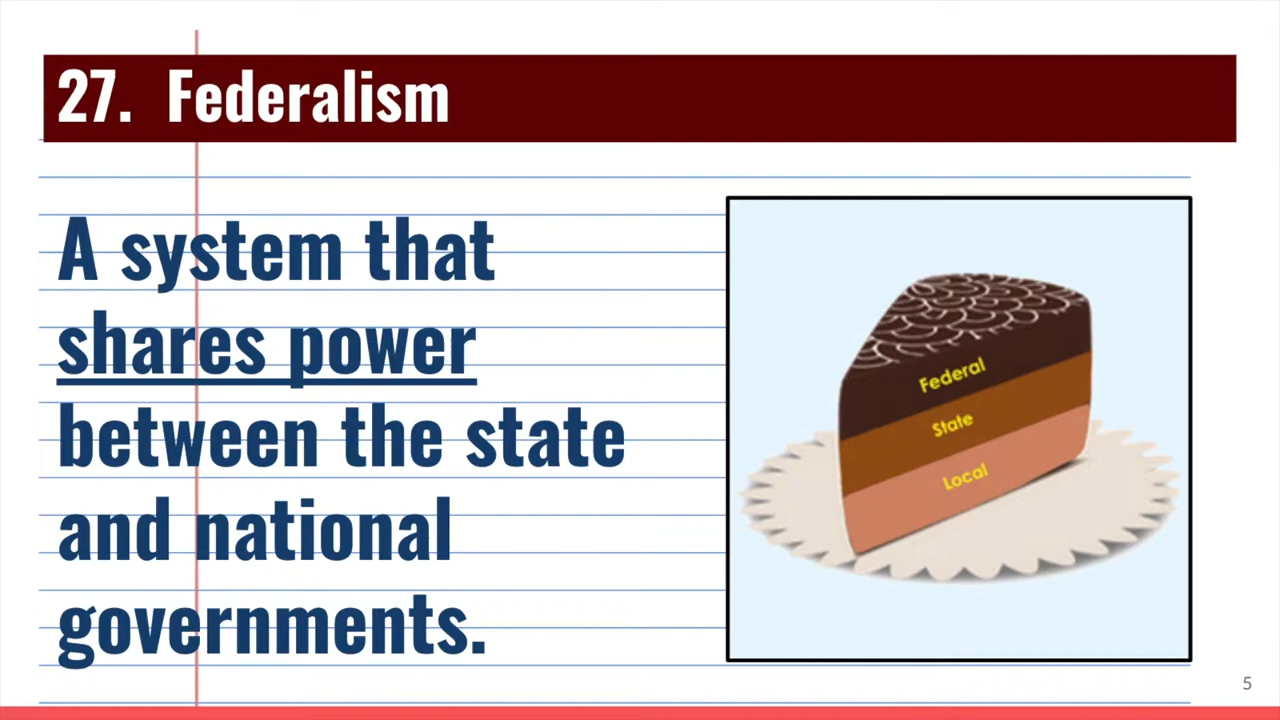 27. Federalism
A system that
shares power
between the state
and national
governments.
Federal
State
Local
5